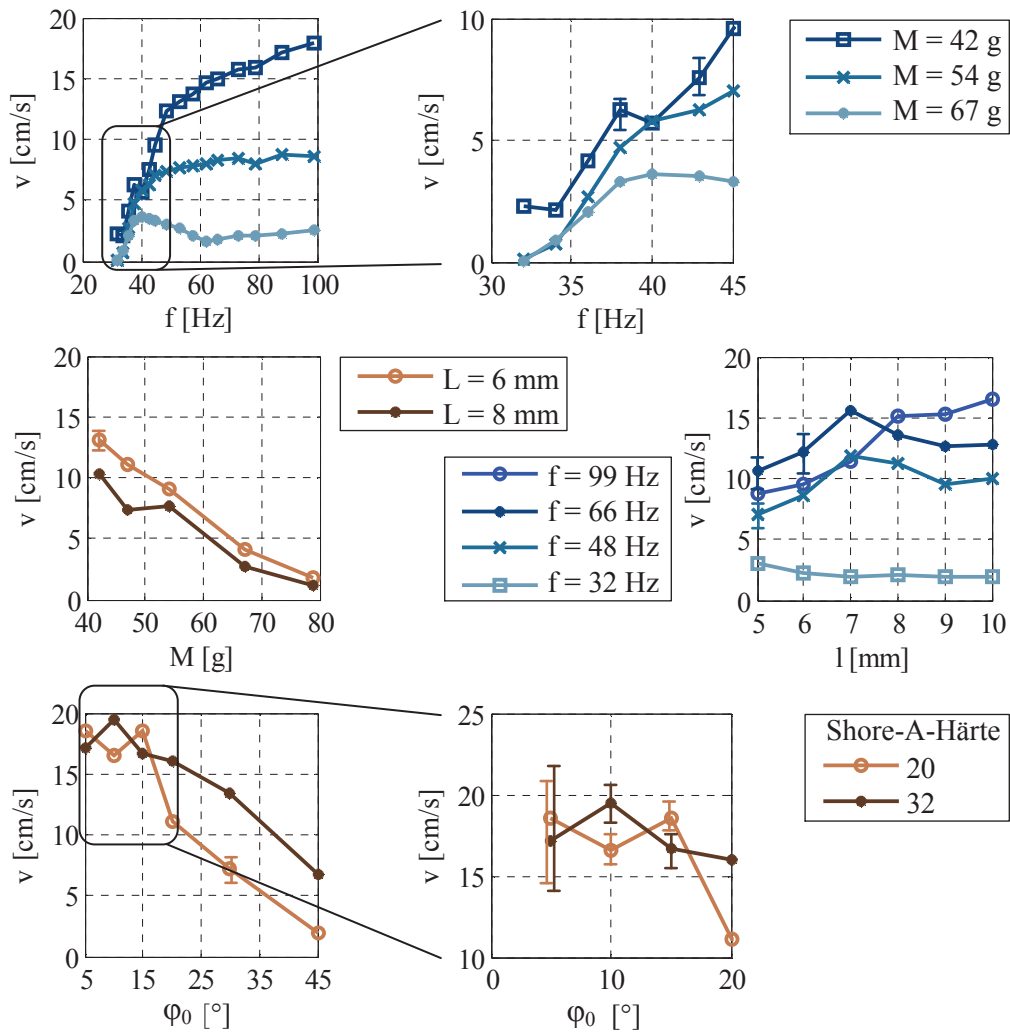 20
15
10
5
0
v [cm/s]
20 40 60 80 100
f [Hz]
10
5
0
v [cm/s]
30 35 40 45
f [Hz]
M = 42 g
M = 54 g
M = 67 g
20
15
10
5
0
v [cm/s]
40 50 60 70 80
M [g]
L = 6 mm
L = 8 mm
f = 99 Hz
f = 66 Hz
f = 48 Hz
f = 32 Hz
20
15
10
5
0
v [cm/s]
5 6 7 8 9 10
l [mm]
20
15
10
5
0
v [cm/s]
5 15 25 35 45
φ₀ [°]
25
20
15
10
v [cm/s]
0 10 20
φ₀ [°]
Shore-A-Härte
20
32